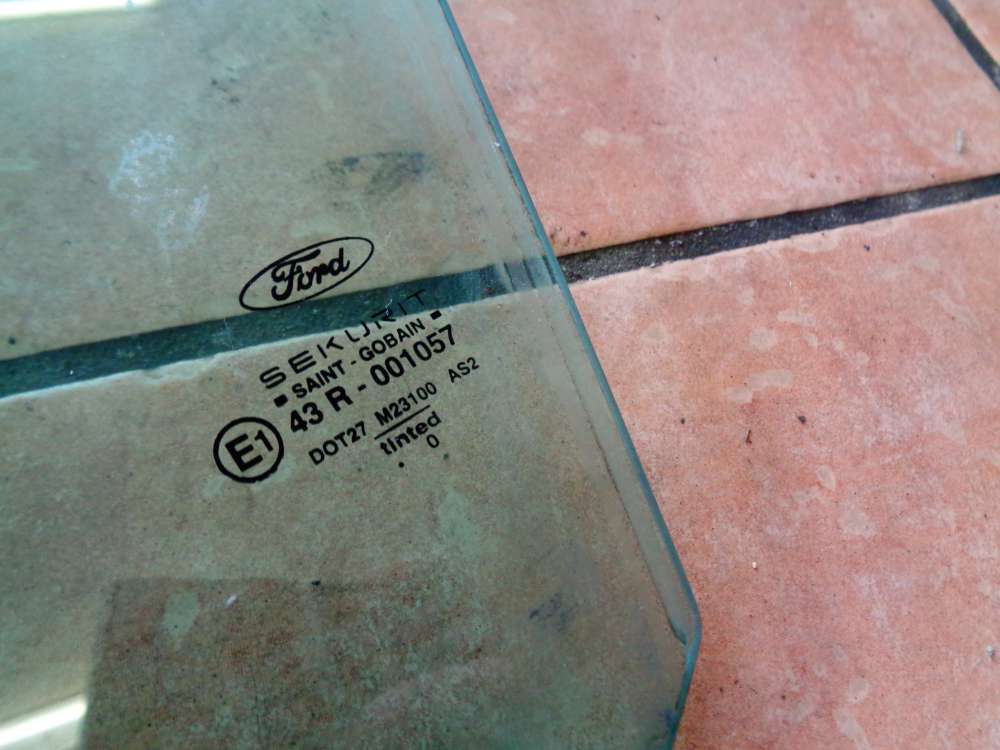 Ford
SEKURIT
SAINT-GOBAIN
E1 43 R - 001057
DOT27 M23100 AS2
tinted
0